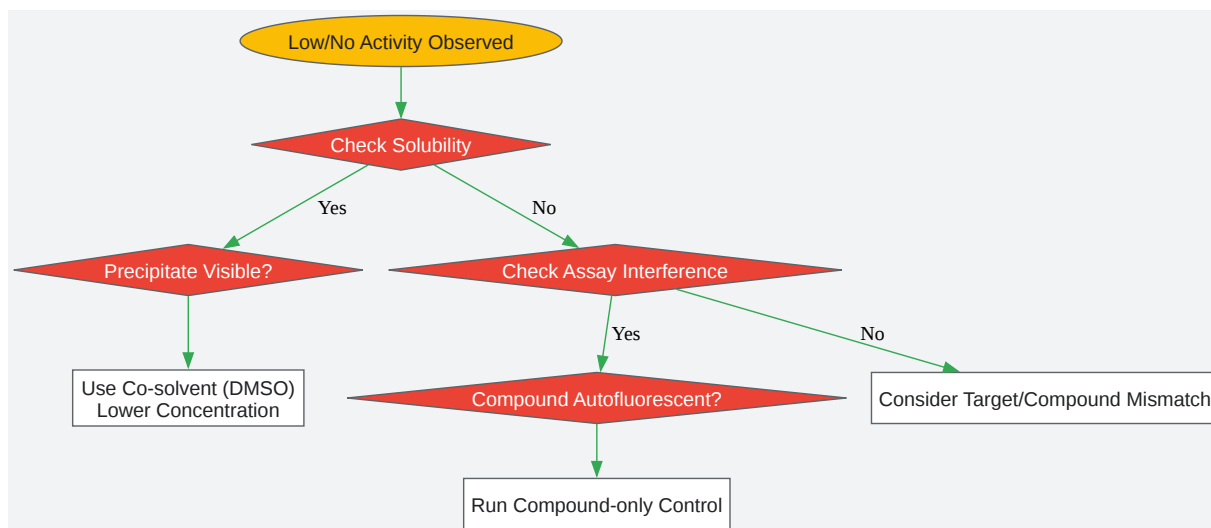 Low/No Activity Observed
Check Solubility
Yes
No
Precipitate Visible?
Check Assay Interference
Yes
No
Use Co-solvent (DMSO)
Lower Concentration
Compound Autofluorescent?
Consider Target/Compound Mismatch
Run Compound-only Control